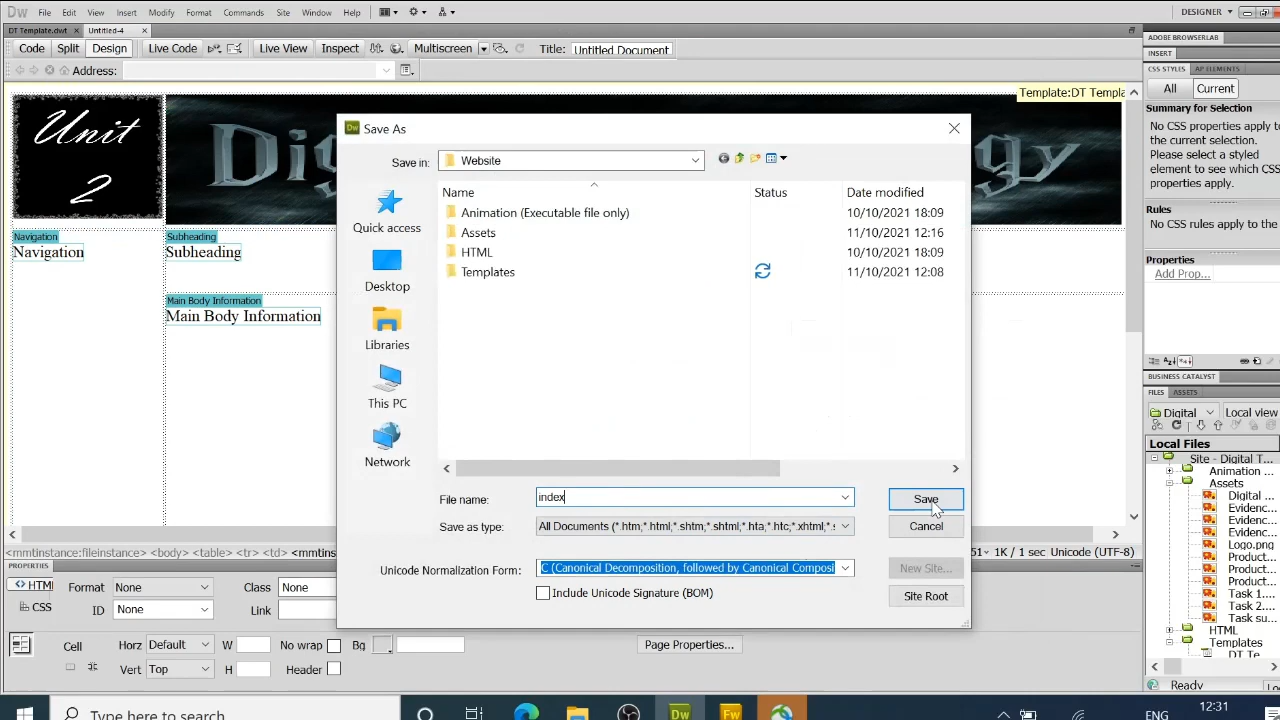 Dw File Edit View Insert Modify Format Commands Site Window Help DESIGNER
DT Template.dwt Untitled-4
Code Split Design Live Code Live View Inspect Multiscreen Title: Untitled Document
Address:
Template:DT Templa
Unit
2
Dig gy
Navigation
Navigation
Subheading
Subheading
Main Body Information
Main Body Information
Dw Save As
Save in: Website
Name Status Date modified
Animation (Executable file only) 10/10/2021 18:09
Assets 11/10/2021 12:16
HTML 10/10/2021 18:09
Templates 11/10/2021 12:08
Quick access
Desktop
Libraries
This PC
Network
File name: index Save
Save as type: All Documents (*.htm;*.html;*.shtm;*.shtml;*.hta;*.htc;*.xhtml;*.s Cancel
Unicode Normalization Form: C (Canonical Decomposition, followed by Canonical Composi New Site...
Include Unicode Signature (BOM) Site Root
ADOBE BROWSERLAB
INSERT
CSS STYLES AP ELEMENTS
All Current
Summary for Selection
No CSS properties apply to
the current selection.
Please select a styled
element to see which CSS
properties apply.
Rules
No CSS rules apply to the
Properties
Add Prop...
BUSINESS CATALYST
FILES ASSETS
Digital Local view
Local Files
Site - Digital T...
Animation
Assets
Digital ...
Evidenc...
Evidenc...
Evidenc...
Logo.png
Product...
Product...
Product...
Task 1....
Task 2....
Task su...
HTML
Templates
DT Te
Ready
<mmtinstance:fileinstance> <body> <table> <tr> <td> <mmt 51 1K / 1 sec Unicode (UTF-8)
PROPERTIES
<> HTML Format None Class None
CSS ID None Link
Cell Horz Default W No wrap Bg Page Properties...
Vert Top H Header
Type here to search
Dw Fw
ENG 12:31